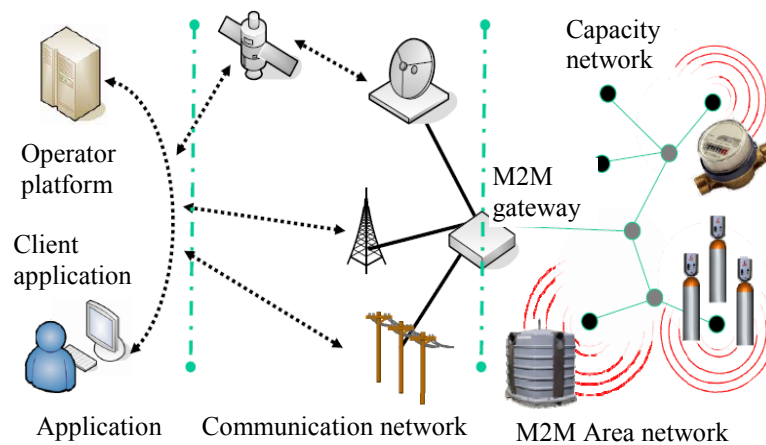 Capacity
network
Operator
platform
M2M
gateway
Client
application
Application
Communication network
M2M Area network